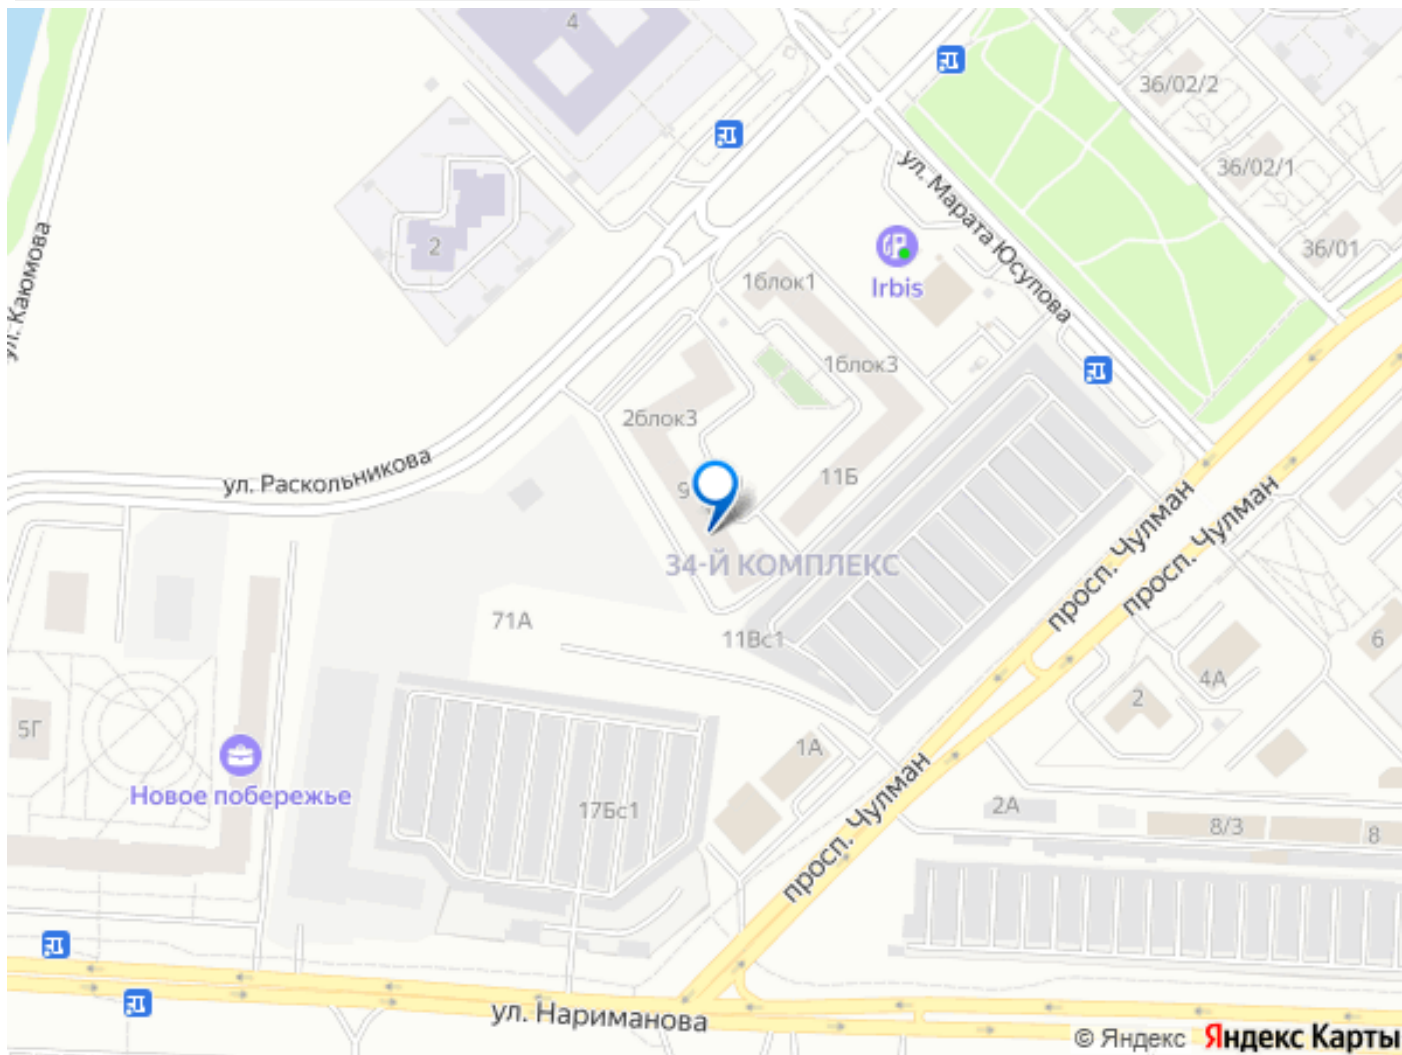 4
36/02/2
ул. Марата Юсупова
36/02/1
2
36/01
ул. Каюмова
1блок1
Irbis
1блок3
2блок3
ул. Раскольникова
9
11Б
просп. Чулман
просп. Чулман
34-Й КОМПЛЕКС
71А
11Вс1
6
4А
2
5Г
1А
Новое побережье
17Бс1
просп. Чулман
2А
8/3
8
ул. Нариманова
© Яндекс Яндекс Карты